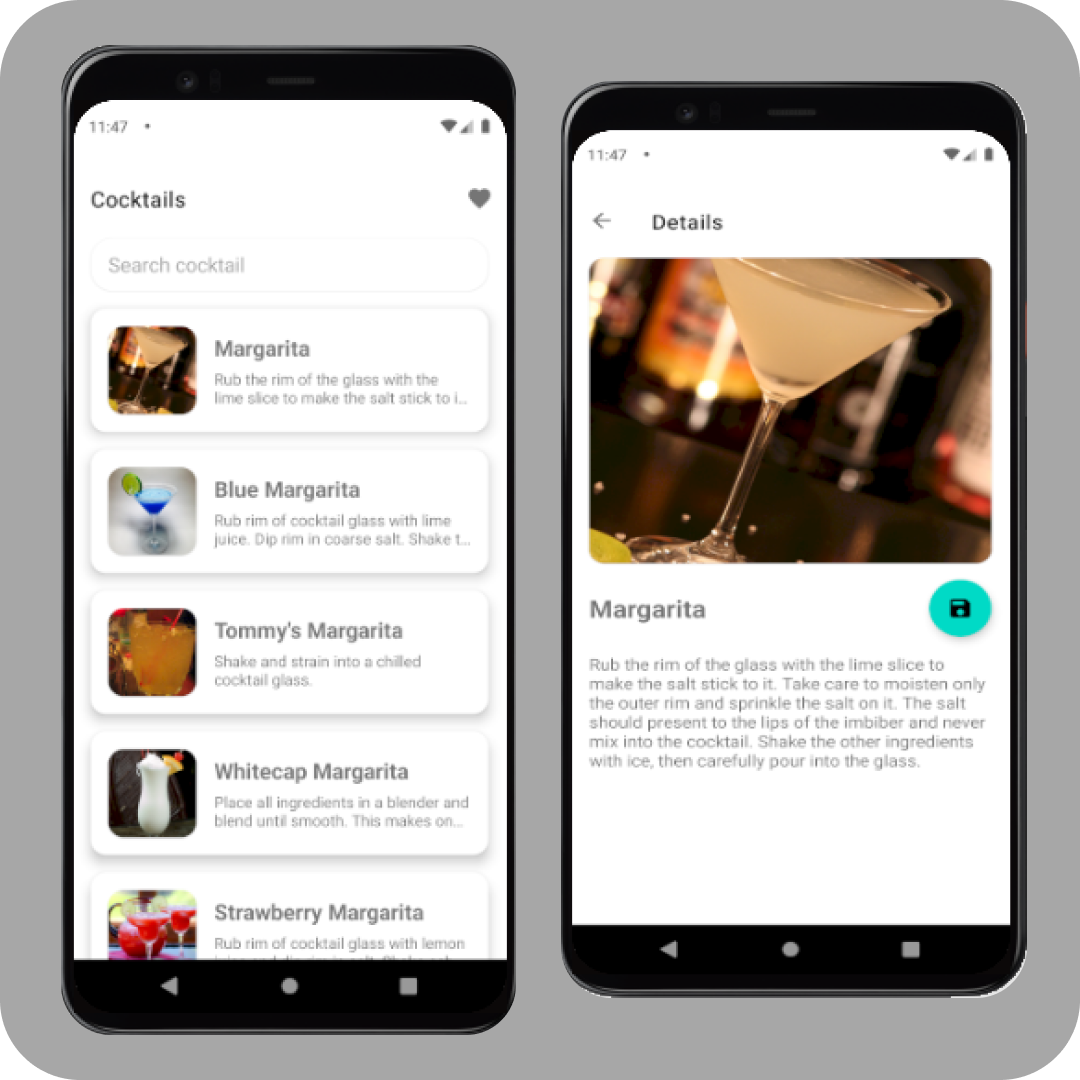 11:47
Cocktails
Search cocktail
Margarita
Rub the rim of the glass with the
lime slice to make the salt stick to i...
Blue Margarita
Rub rim of cocktail glass with lime
juice. Dip rim in coarse salt. Shake t...
Tommy's Margarita
Shake and strain into a chilled
cocktail glass.
Whitecap Margarita
Place all ingredients in a blender and
blend until smooth. This makes on...
Strawberry Margarita
Rub rim of cocktail glass with lemon
11:47
Details
Margarita
Rub the rim of the glass with the lime slice to
make the salt stick to it. Take care to moisten only
the outer rim and sprinkle the salt on it. The salt
should present to the lips of the imbiber and never
mix into the cocktail. Shake the other ingredients
with ice, then carefully pour into the glass.